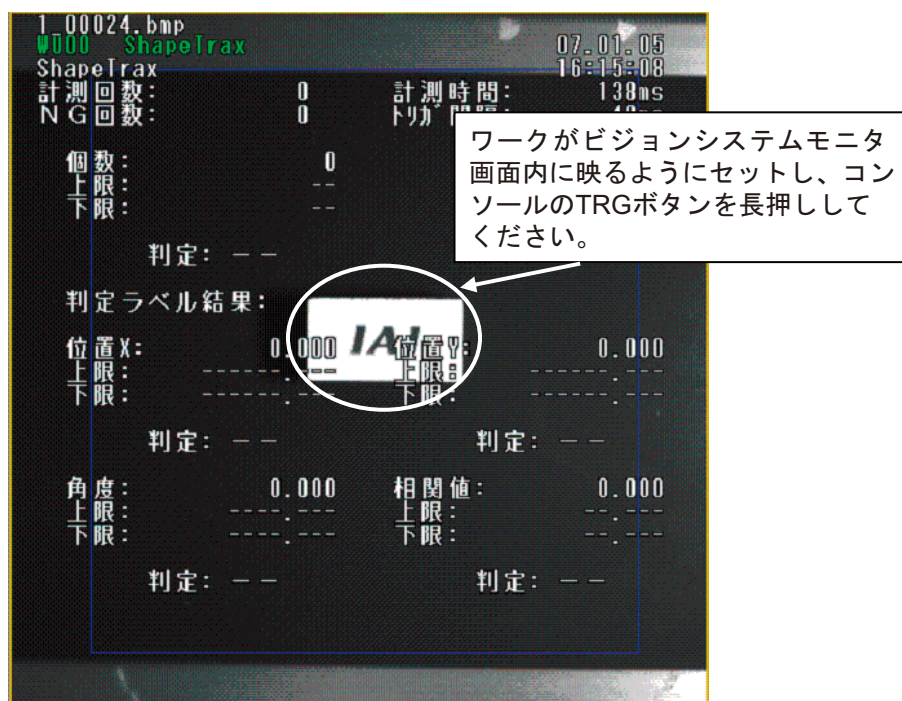 1_00024.bmp
W000 ShapeTrax 07.01.05
ShapeTrax 16:15:08
計測回数: 0 計測時間: 138ms
NG回数: 0 ﾄﾘｶﾞ
ワークがビジョンシステムモニタ
画面内に映るようにセットし、コン
ソールのTRGボタンを長押しして
ください。
個数: 0
上限: --
下限: --
判定: --
判定ラベル結果:
IAI
位置X: 0.000 位置Y: 0.000
上限: ------.--- 上限: ------.---
下限: ------.--- 下限: ------.---
判定: -- 判定: --
角度: 0.000 相関値: 0.000
上限: ----.--- 上限: --.---
下限: ----.--- 下限: --.---
判定: -- 判定: --